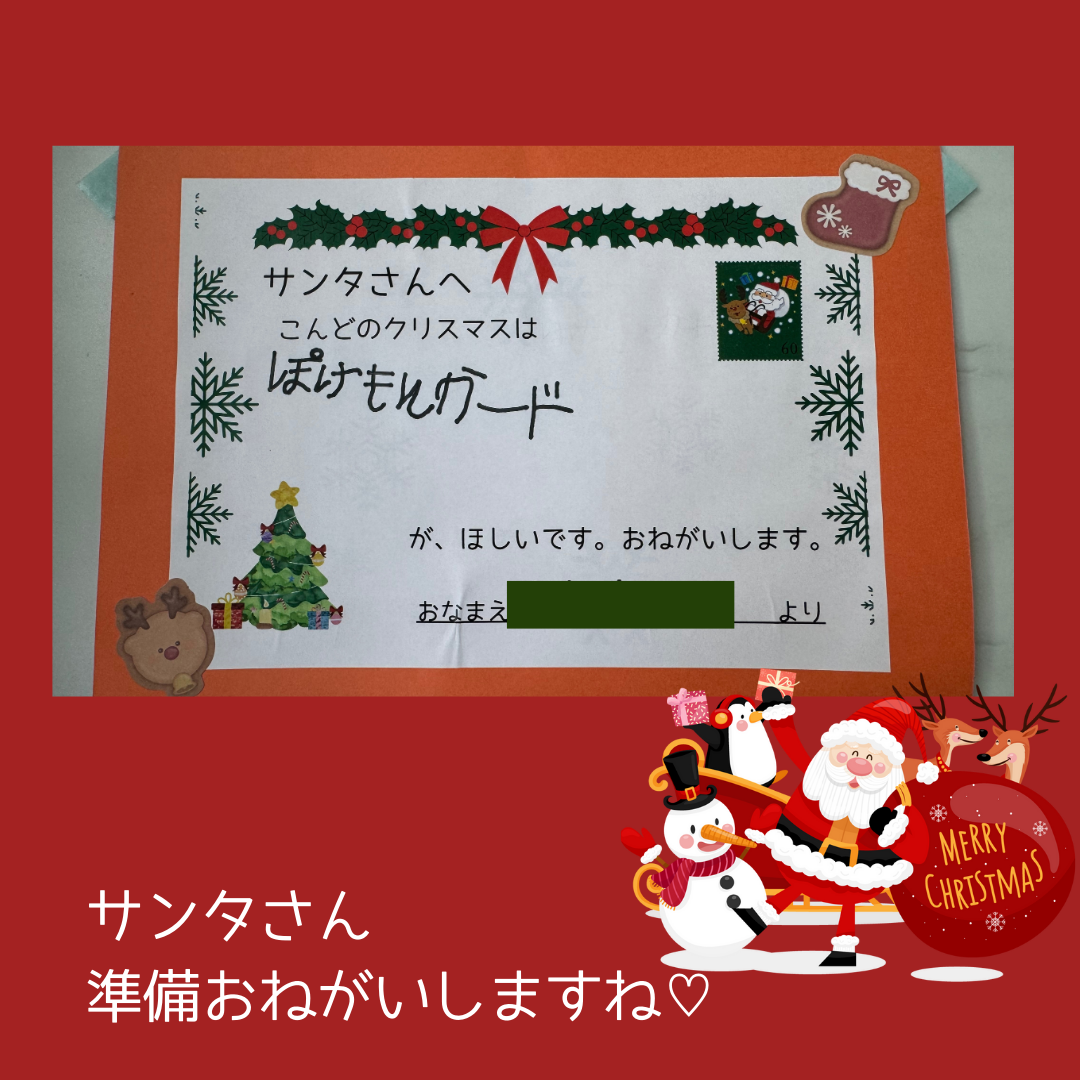 サンタさんへ
60
こんどのクリスマスは
ぽけもんカード
が、ほしいです。おねがいします。
おなまえ より
MERRY
CHRISTMAS
サンタさん
準備おねがいしますね♡